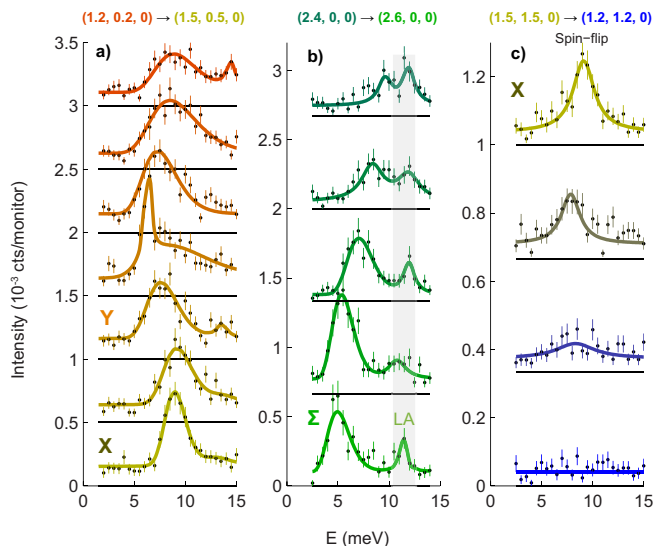 (1.2, 0.2, 0) → (1.5, 0.5, 0)
(2.4, 0, 0) → (2.6, 0, 0)
(1.5, 1.5, 0) → (1.2, 1.2, 0)
Spin−flip
a)
b)
c)
X
Y
X
Σ
LA
Intensity (10⁻³ cts/monitor)
3.5
3
2.5
2
1.5
1
0.5
0
3
2.5
2
1.5
1
0.5
0
1.2
1
0.8
0.6
0.4
0.2
0
0 5 10 15
0 5 10 15
0 5 10 15
E (meV)